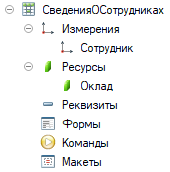 СведенияОСотрудниках
Измерения
Сотрудник
Ресурсы
Оклад
Реквизиты
Формы
Команды
Макеты